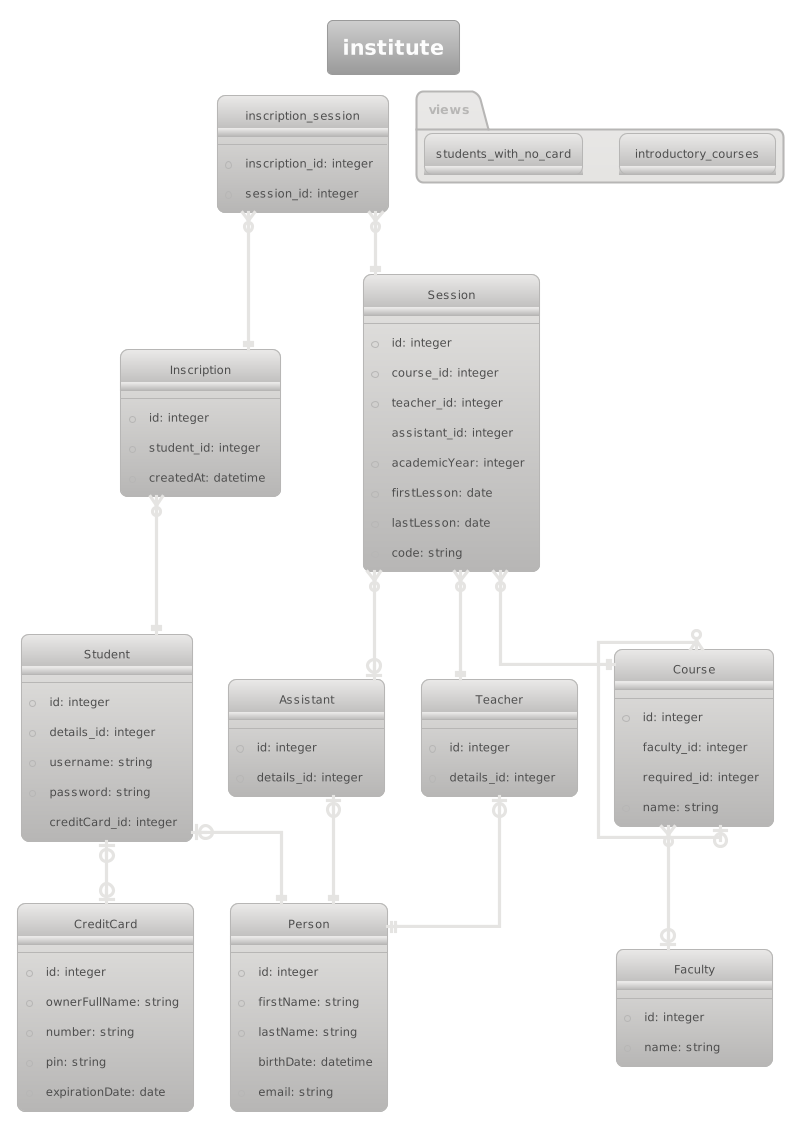 institute
inscription_session
inscription_id: integer
session_id: integer
views
students_with_no_card
introductory_courses
Session
id: integer
course_id: integer
teacher_id: integer
assistant_id: integer
academicYear: integer
firstLesson: date
lastLesson: date
code: string
Inscription
id: integer
student_id: integer
createdAt: datetime
Student
id: integer
details_id: integer
username: string
password: string
creditCard_id: integer
Assistant
id: integer
details_id: integer
Teacher
id: integer
details_id: integer
Course
id: integer
faculty_id: integer
required_id: integer
name: string
CreditCard
id: integer
ownerFullName: string
number: string
pin: string
expirationDate: date
Person
id: integer
firstName: string
lastName: string
birthDate: datetime
email: string
Faculty
id: integer
name: string